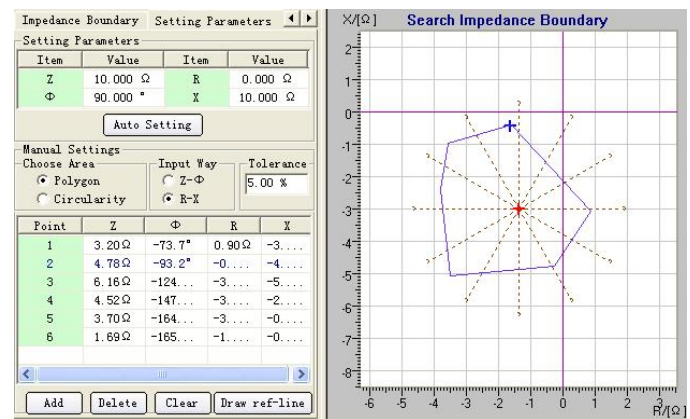 Impedance Boundary Setting Parameters
Setting Parameters
Item Value Item Value
Z 10.000 Ω R 0.000 Ω
Φ 90.000 ° X 10.000 Ω
Auto Setting
Manual Settings
Choose Area Input Way Tolerance
Polygon Z-Φ 5.00 %
Circularity R-X
Point Z Φ R X
1 3.20Ω -73.7° 0.90Ω -3....
2 4.78Ω -93.2° -0.... -4....
3 6.16Ω -124... -3.... -5....
4 4.52Ω -147... -3.... -2....
5 3.70Ω -164... -3.... -0....
6 1.69Ω -165... -1.... -0....
Add Delete Clear Draw ref-line
X/[Ω] Search Impedance Boundary
2
1
0
-1
-2
-3
-4
-5
-6
-7
-8
-6 -5 -4 -3 -2 -1 0 1 2 3
R/[Ω]